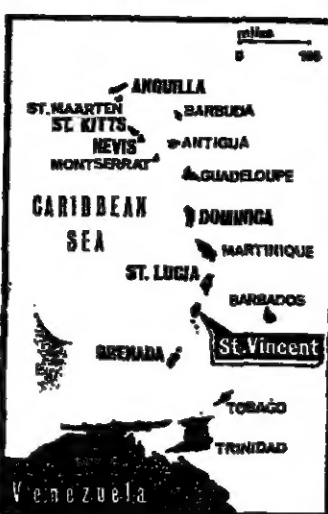 miles
0 100
ANGUILLA
ST. MAARTEN
BARBUDA
ST. KITTS
NEVIS
ANTIGUA
MONTSERRAT
GUADELOUPE
CARIBBEAN
SEA
DOMINICA
MARTINIQUE
ST. LUCIA
BARBADOS
St. Vincent
GRENADA
TOBAGO
TRINIDAD
Venezuela